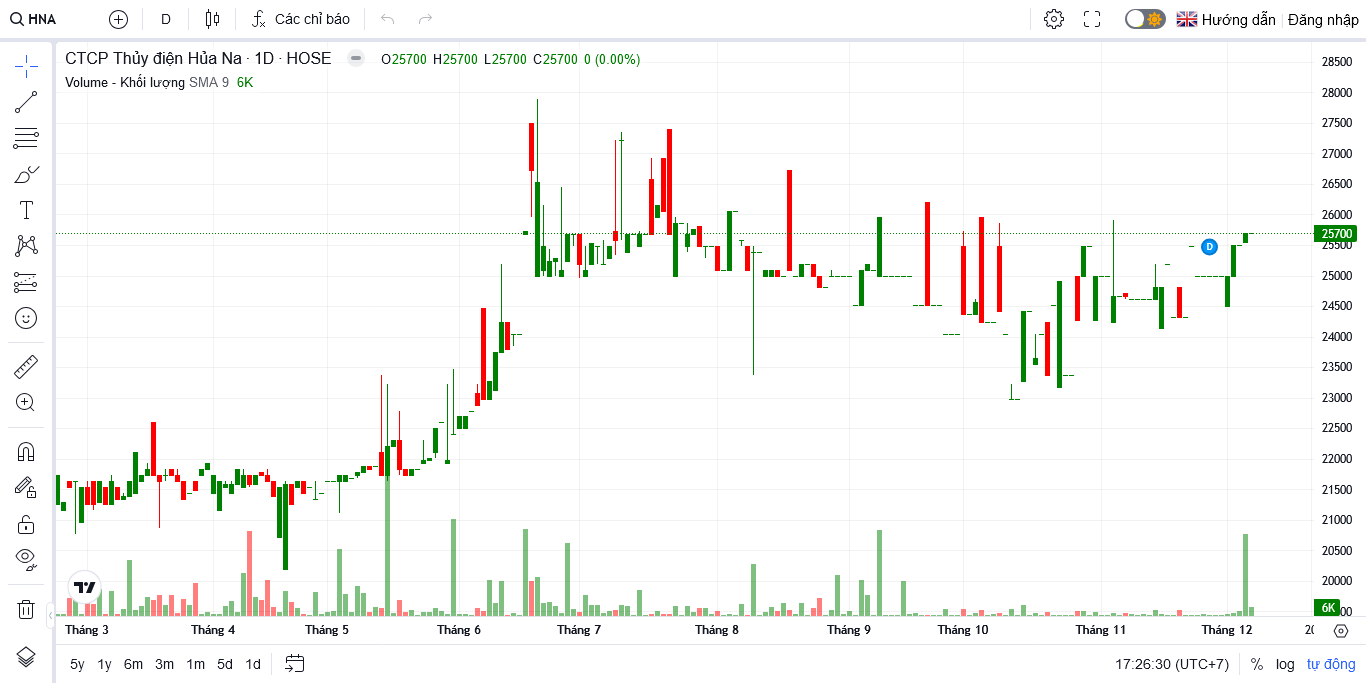 HNA D Các chỉ báo Hướng dẫn Đăng nhập
CTCP Thủy điện Hủa Na · 1D · HOSE O25700 H25700 L25700 C25700 0 (0.00%)
Volume - Khối lượng SMA 9 6K
28500
28000
27500
27000
26500
26000
25700
25500
D
25000
24500
24000
23500
23000
22500
22000
21500
21000
20500
20000
6K
Tháng 3 Tháng 4 Tháng 5 Tháng 6 Tháng 7 Tháng 8 Tháng 9 Tháng 10 Tháng 11 Tháng 12
5y 1y 6m 3m 1m 5d 1d 17:26:30 (UTC+7) % log tự động